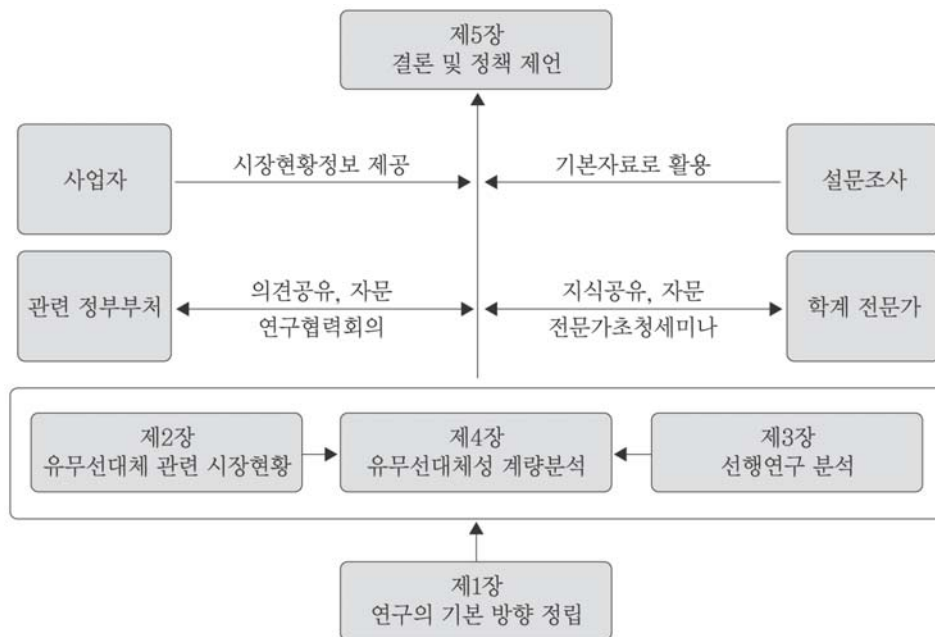 제5장
결론 및 정책 제언
사업자
시장현황정보 제공
기본자료로 활용
설문조사
관련 정부부처
의견공유, 자문
연구협력회의
지식공유, 자문
전문가초청세미나
학계 전문가
제2장
유무선대체 관련 시장현황
제4장
유무선대체성 계량분석
제3장
선행연구 분석
제1장
연구의 기본 방향 정립